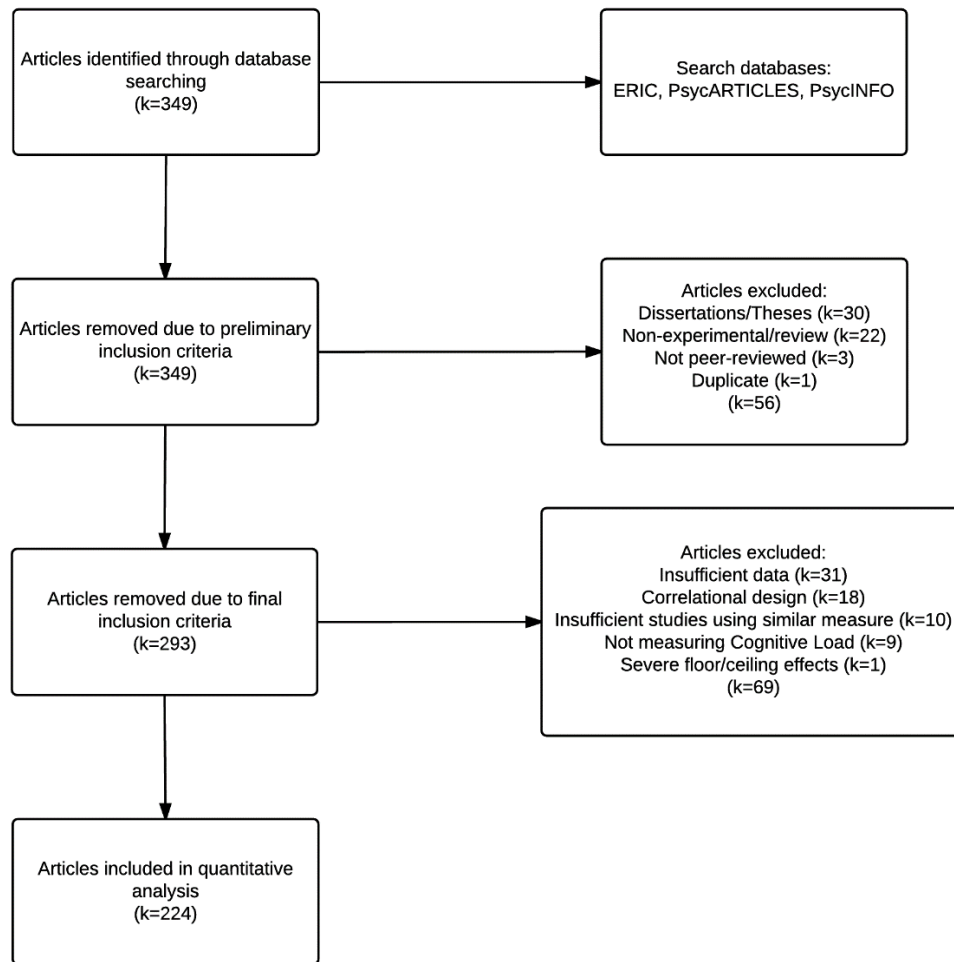 Articles identified through database
searching
(k=349)
Search databases:
ERIC, PsycARTICLES, PsycINFO
Articles removed due to preliminary
inclusion criteria
(k=349)
Articles excluded:
Dissertations/Theses (k=30)
Non-experimental/review (k=22)
Not peer-reviewed (k=3)
Duplicate (k=1)
(k=56)
Articles removed due to final
inclusion criteria
(k=293)
Articles excluded:
Insufficient data (k=31)
Correlational design (k=18)
Insufficient studies using similar measure (k=10)
Not measuring Cognitive Load (k=9)
Severe floor/ceiling effects (k=1)
(k=69)
Articles included in quantitative
analysis
(k=224)